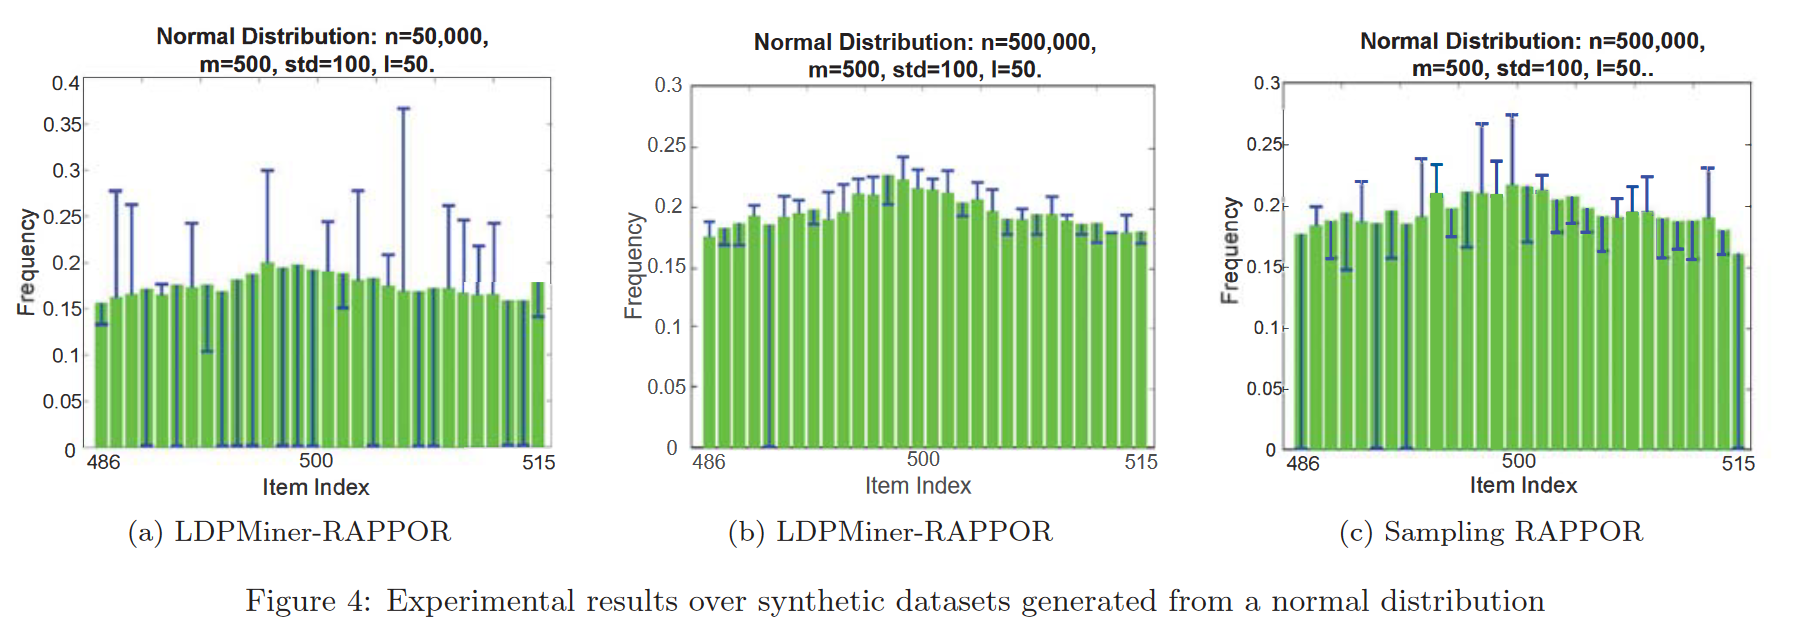 Normal Distribution: n=50,000,
m=500, std=100, l=50.
0.4
0.35
0.3
0.25
0.2
0.15
0.1
0.05
0
Frequency
486
500
515
Item Index
(a) LDPMiner-RAPPOR
Normal Distribution: n=500,000,
m=500, std=100, l=50.
0.3
0.25
0.2
0.15
0.1
0.05
0
Frequency
486
500
515
Item Index
(b) LDPMiner-RAPPOR
Normal Distribution: n=500,000,
m=500, std=100, l=50..
0.3
0.25
0.2
0.15
0.1
0.05
0
Frequency
486
500
515
Item Index
(c) Sampling RAPPOR
Figure 4: Experimental results over synthetic datasets generated from a normal distribution